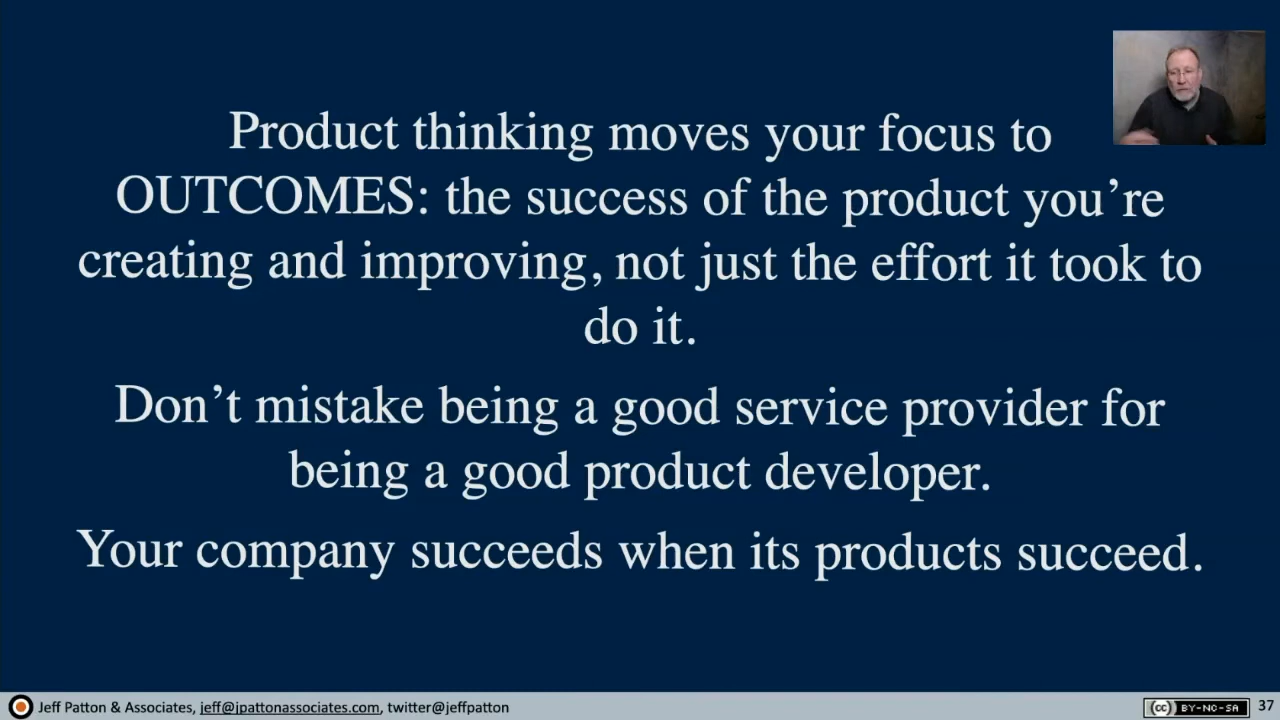 Product thinking moves your focus to
OUTCOMES: the success of the product you’re
creating and improving, not just the effort it took to
do it.
Don’t mistake being a good service provider for
being a good product developer.
Your company succeeds when its products succeed.
Jeff Patton & Associates, jeff@jpattonassociates.com, twitter@jeffpatton
cc BY-NC-SA
37